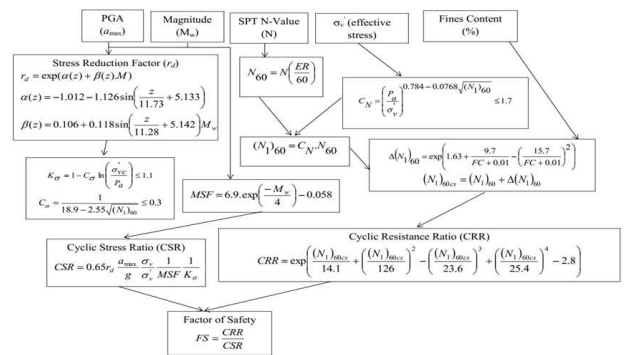 PGA
(a_max)
Magnitude
(M_w)
SPT N-Value
(N)
σ_v' (effective
stress)
Fines Content
(%)
Stress Reduction Factor (r_d)
r_d = exp(α(z) + β(z)M)
α(z) = -1.012 - 1.126sin(z/11.73 + 5.133)
β(z) = 0.106 + 0.118sin(z/11.28 + 5.142)M_w
N_60 = N(ER/60)
C_N = (P_a/σ_v')^(0.784 - 0.0768√(N_1)_60) ≤ 1.7
(N_1)_60 = C_N.N_60
Δ(N_1)_60 = exp(1.63 + 9.7/(FC + 0.01) - (15.7/(FC + 0.01))^2)
(N_1)_60cs = (N_1)_60 + Δ(N_1)_60
K_σ = 1 - C_σ ln(σ_vc'/P_a) ≤ 1.1
C_σ = 1/(18.9 - 2.55√(N_1)_60) ≤ 0.3
MSF = 6.9.exp(-M_w/4) - 0.058
Cyclic Stress Ratio (CSR)
CSR = 0.65r_d a_max/g σ_v/σ_v' 1/MSF 1/K_σ
Cyclic Resistance Ratio (CRR)
CRR = exp((N_1)_60cs/14.1 + ((N_1)_60cs/126)^2 - ((N_1)_60cs/23.6)^3 + ((N_1)_60cs/25.4)^4 - 2.8)
Factor of Safety
FS = CRR/CSR